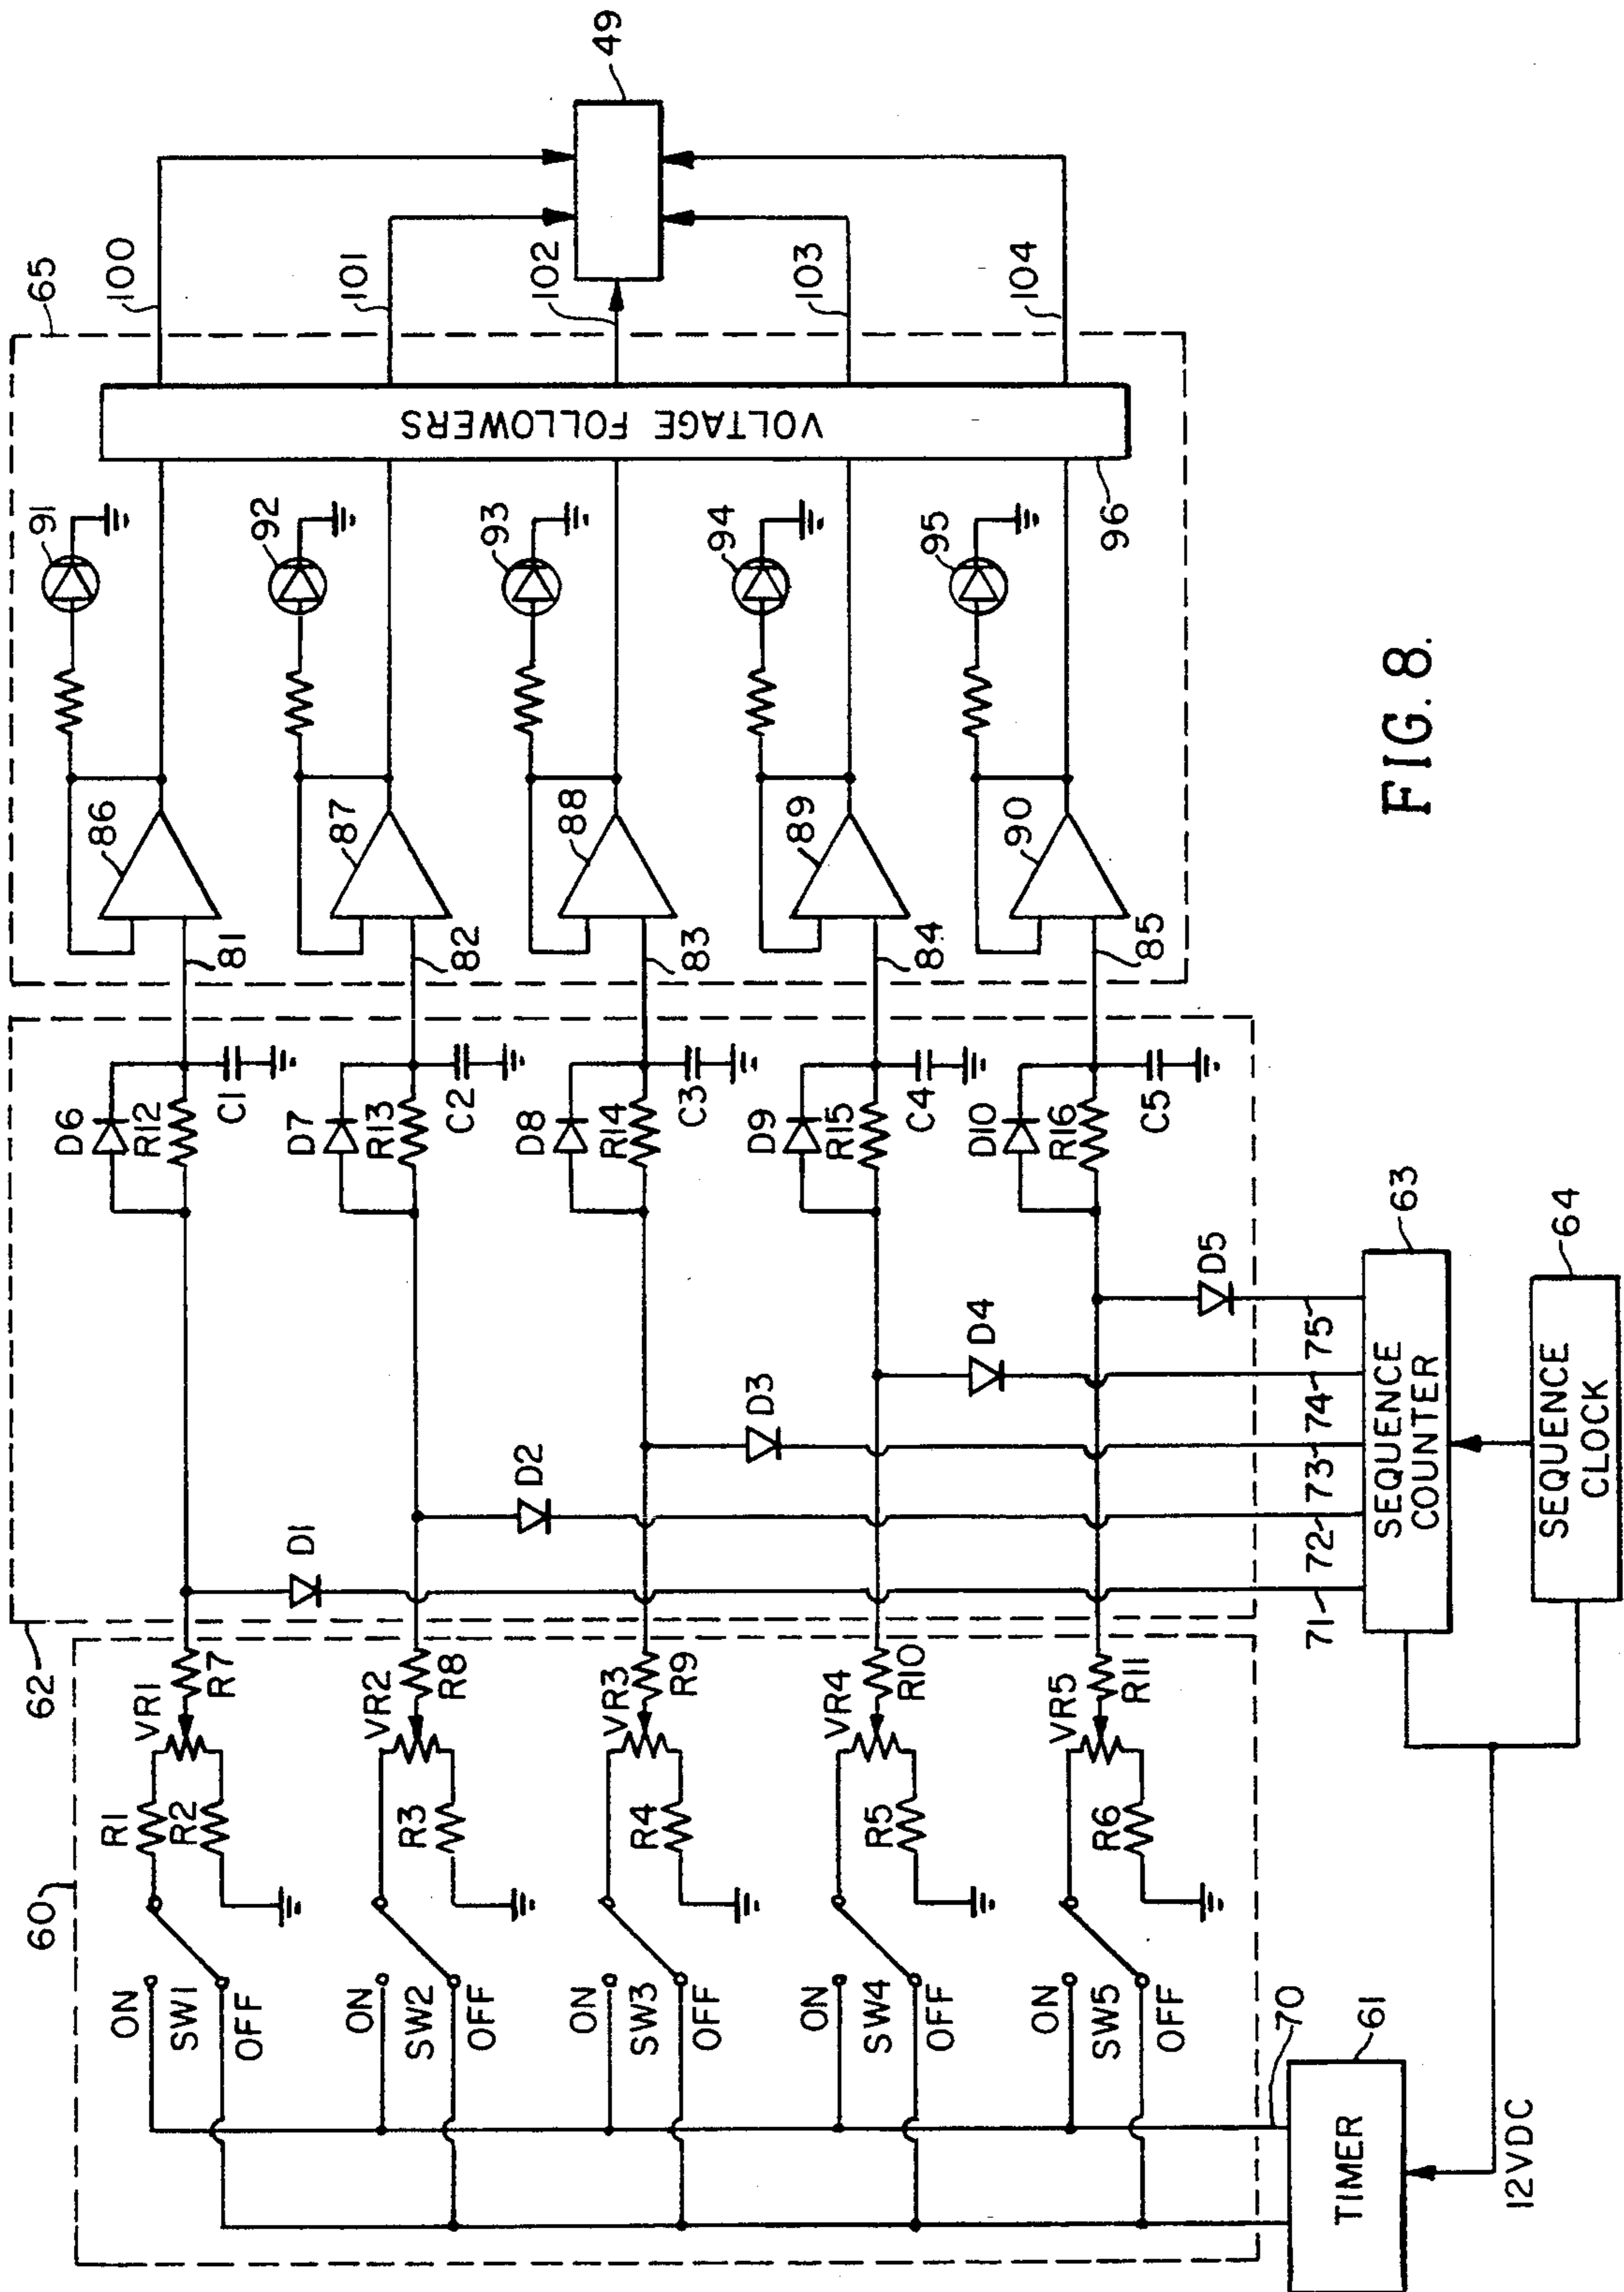 60
ON
SW1
OFF
R1
R2
VR1
R7
ON
SW2
OFF
R3
VR2
R8
ON
SW3
OFF
R4
VR3
R9
ON
SW4
OFF
R5
VR4
R10
ON
SW5
OFF
R6
VR5
R11
70
TIMER
61
12VDC
62
D1
D2
D3
D4
D5
D6
R12
C1
D7
R13
C2
D8
R14
C3
D9
R15
C4
D10
R16
C5
71
72
73
74
75
SEQUENCE
COUNTER
63
SEQUENCE
CLOCK
64
65
81
86
91
82
87
92
83
88
93
84
89
94
85
90
95
VOLTAGE FOLLOWERS
96
100
101
102
103
104
49
FIG. 8.